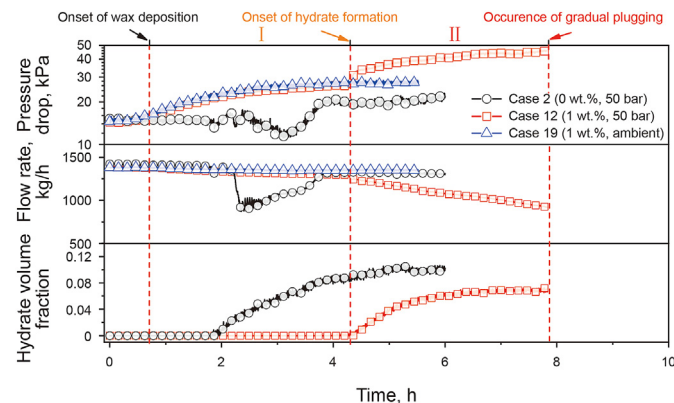 Onset of wax deposition
Onset of hydrate formation
Occurence of gradual plugging
I
II
Pressure
drop, kPa
50
40
30
20
10
Case 2 (0 wt.%, 50 bar)
Case 12 (1 wt.%, 50 bar)
Case 19 (1 wt.%, ambient)
Flow rate,
kg/h
1500
1000
500
Hydrate volume
fraction
0.12
0.08
0.04
0
0
2
4
6
8
10
Time, h